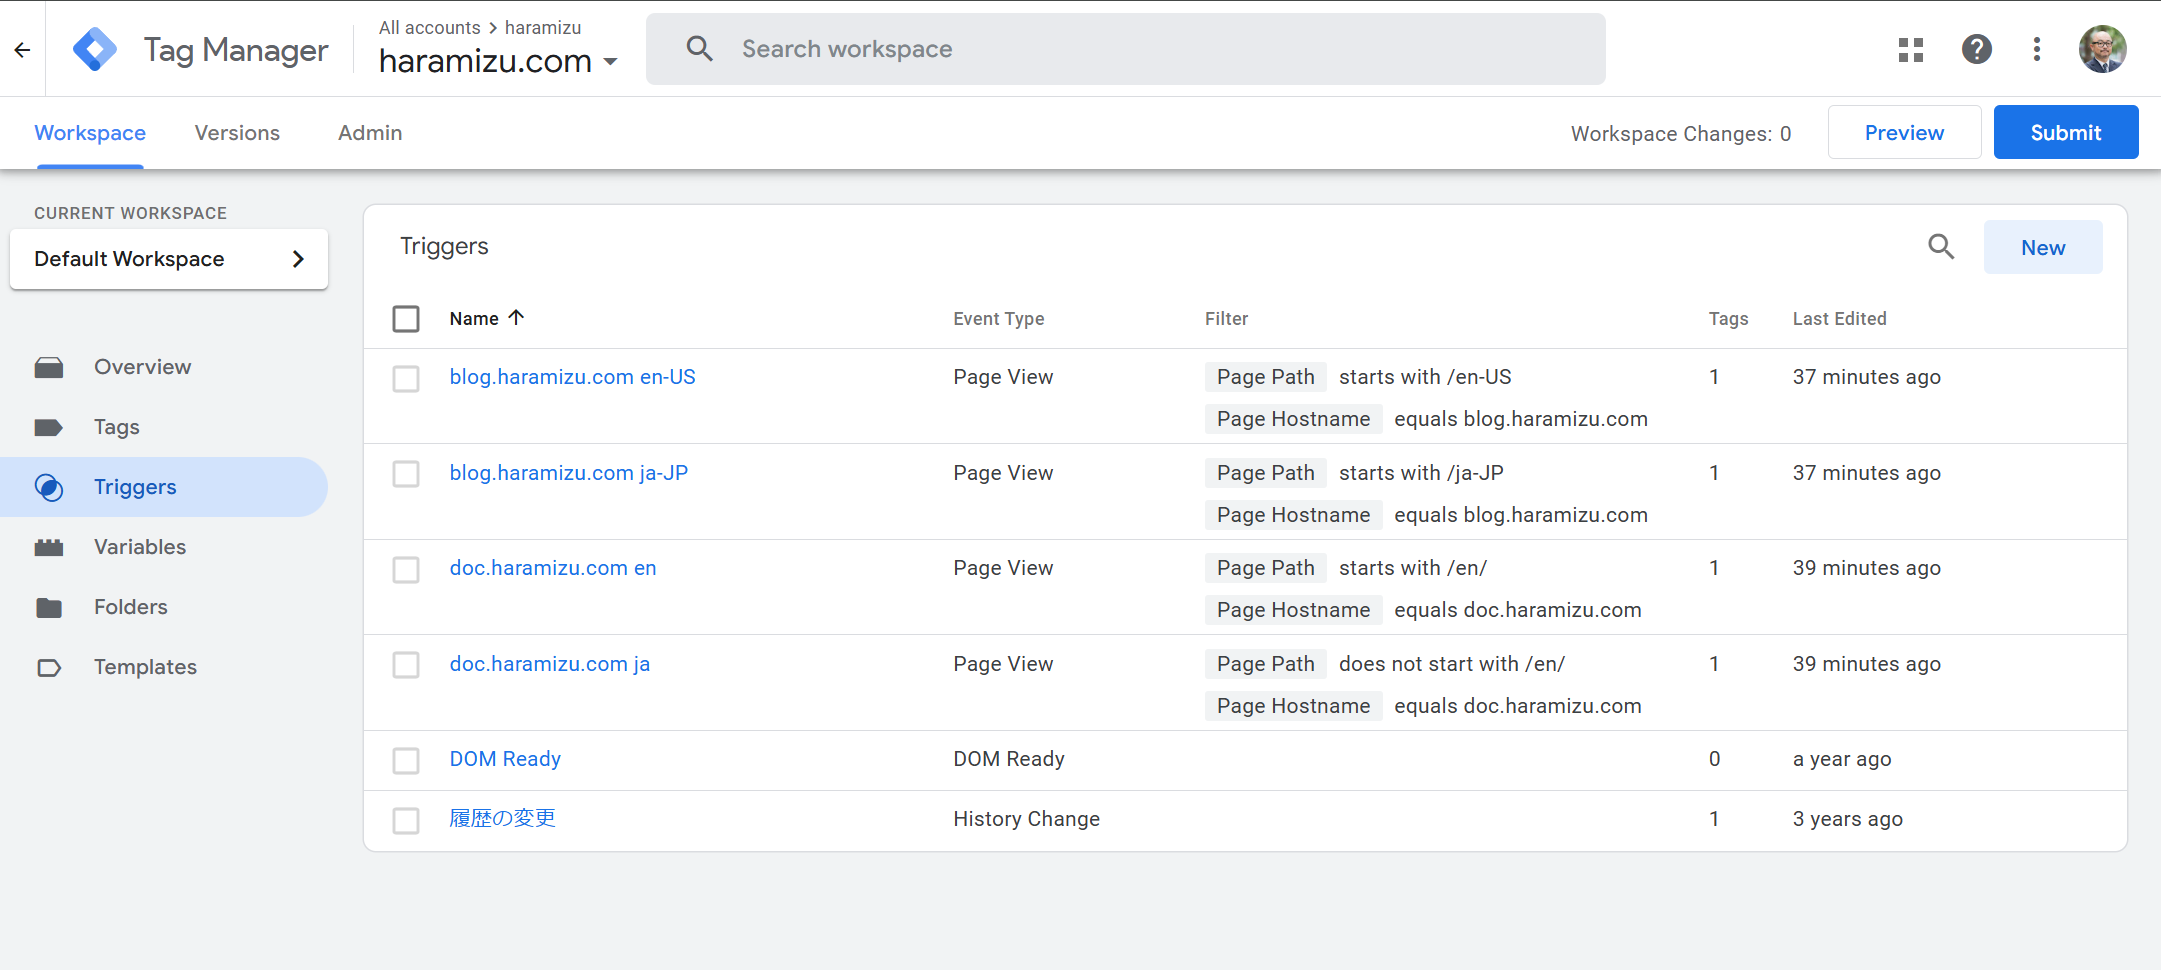 All accounts > haramizu
Tag Manager
haramizu.com
Search workspace
Workspace
Versions
Admin
Workspace Changes: 0
Preview
Submit
CURRENT WORKSPACE
Default Workspace
Overview
Tags
Triggers
Variables
Folders
Templates
Triggers
New
Name Event Type Filter Tags Last Edited
blog.haramizu.com en-US Page View Page Path starts with /en-US 1 37 minutes ago
Page Hostname equals blog.haramizu.com
blog.haramizu.com ja-JP Page View Page Path starts with /ja-JP 1 37 minutes ago
Page Hostname equals blog.haramizu.com
doc.haramizu.com en Page View Page Path starts with /en/ 1 39 minutes ago
Page Hostname equals doc.haramizu.com
doc.haramizu.com ja Page View Page Path does not start with /en/ 1 39 minutes ago
Page Hostname equals doc.haramizu.com
DOM Ready DOM Ready 0 a year ago
履歴の変更 History Change 1 3 years ago